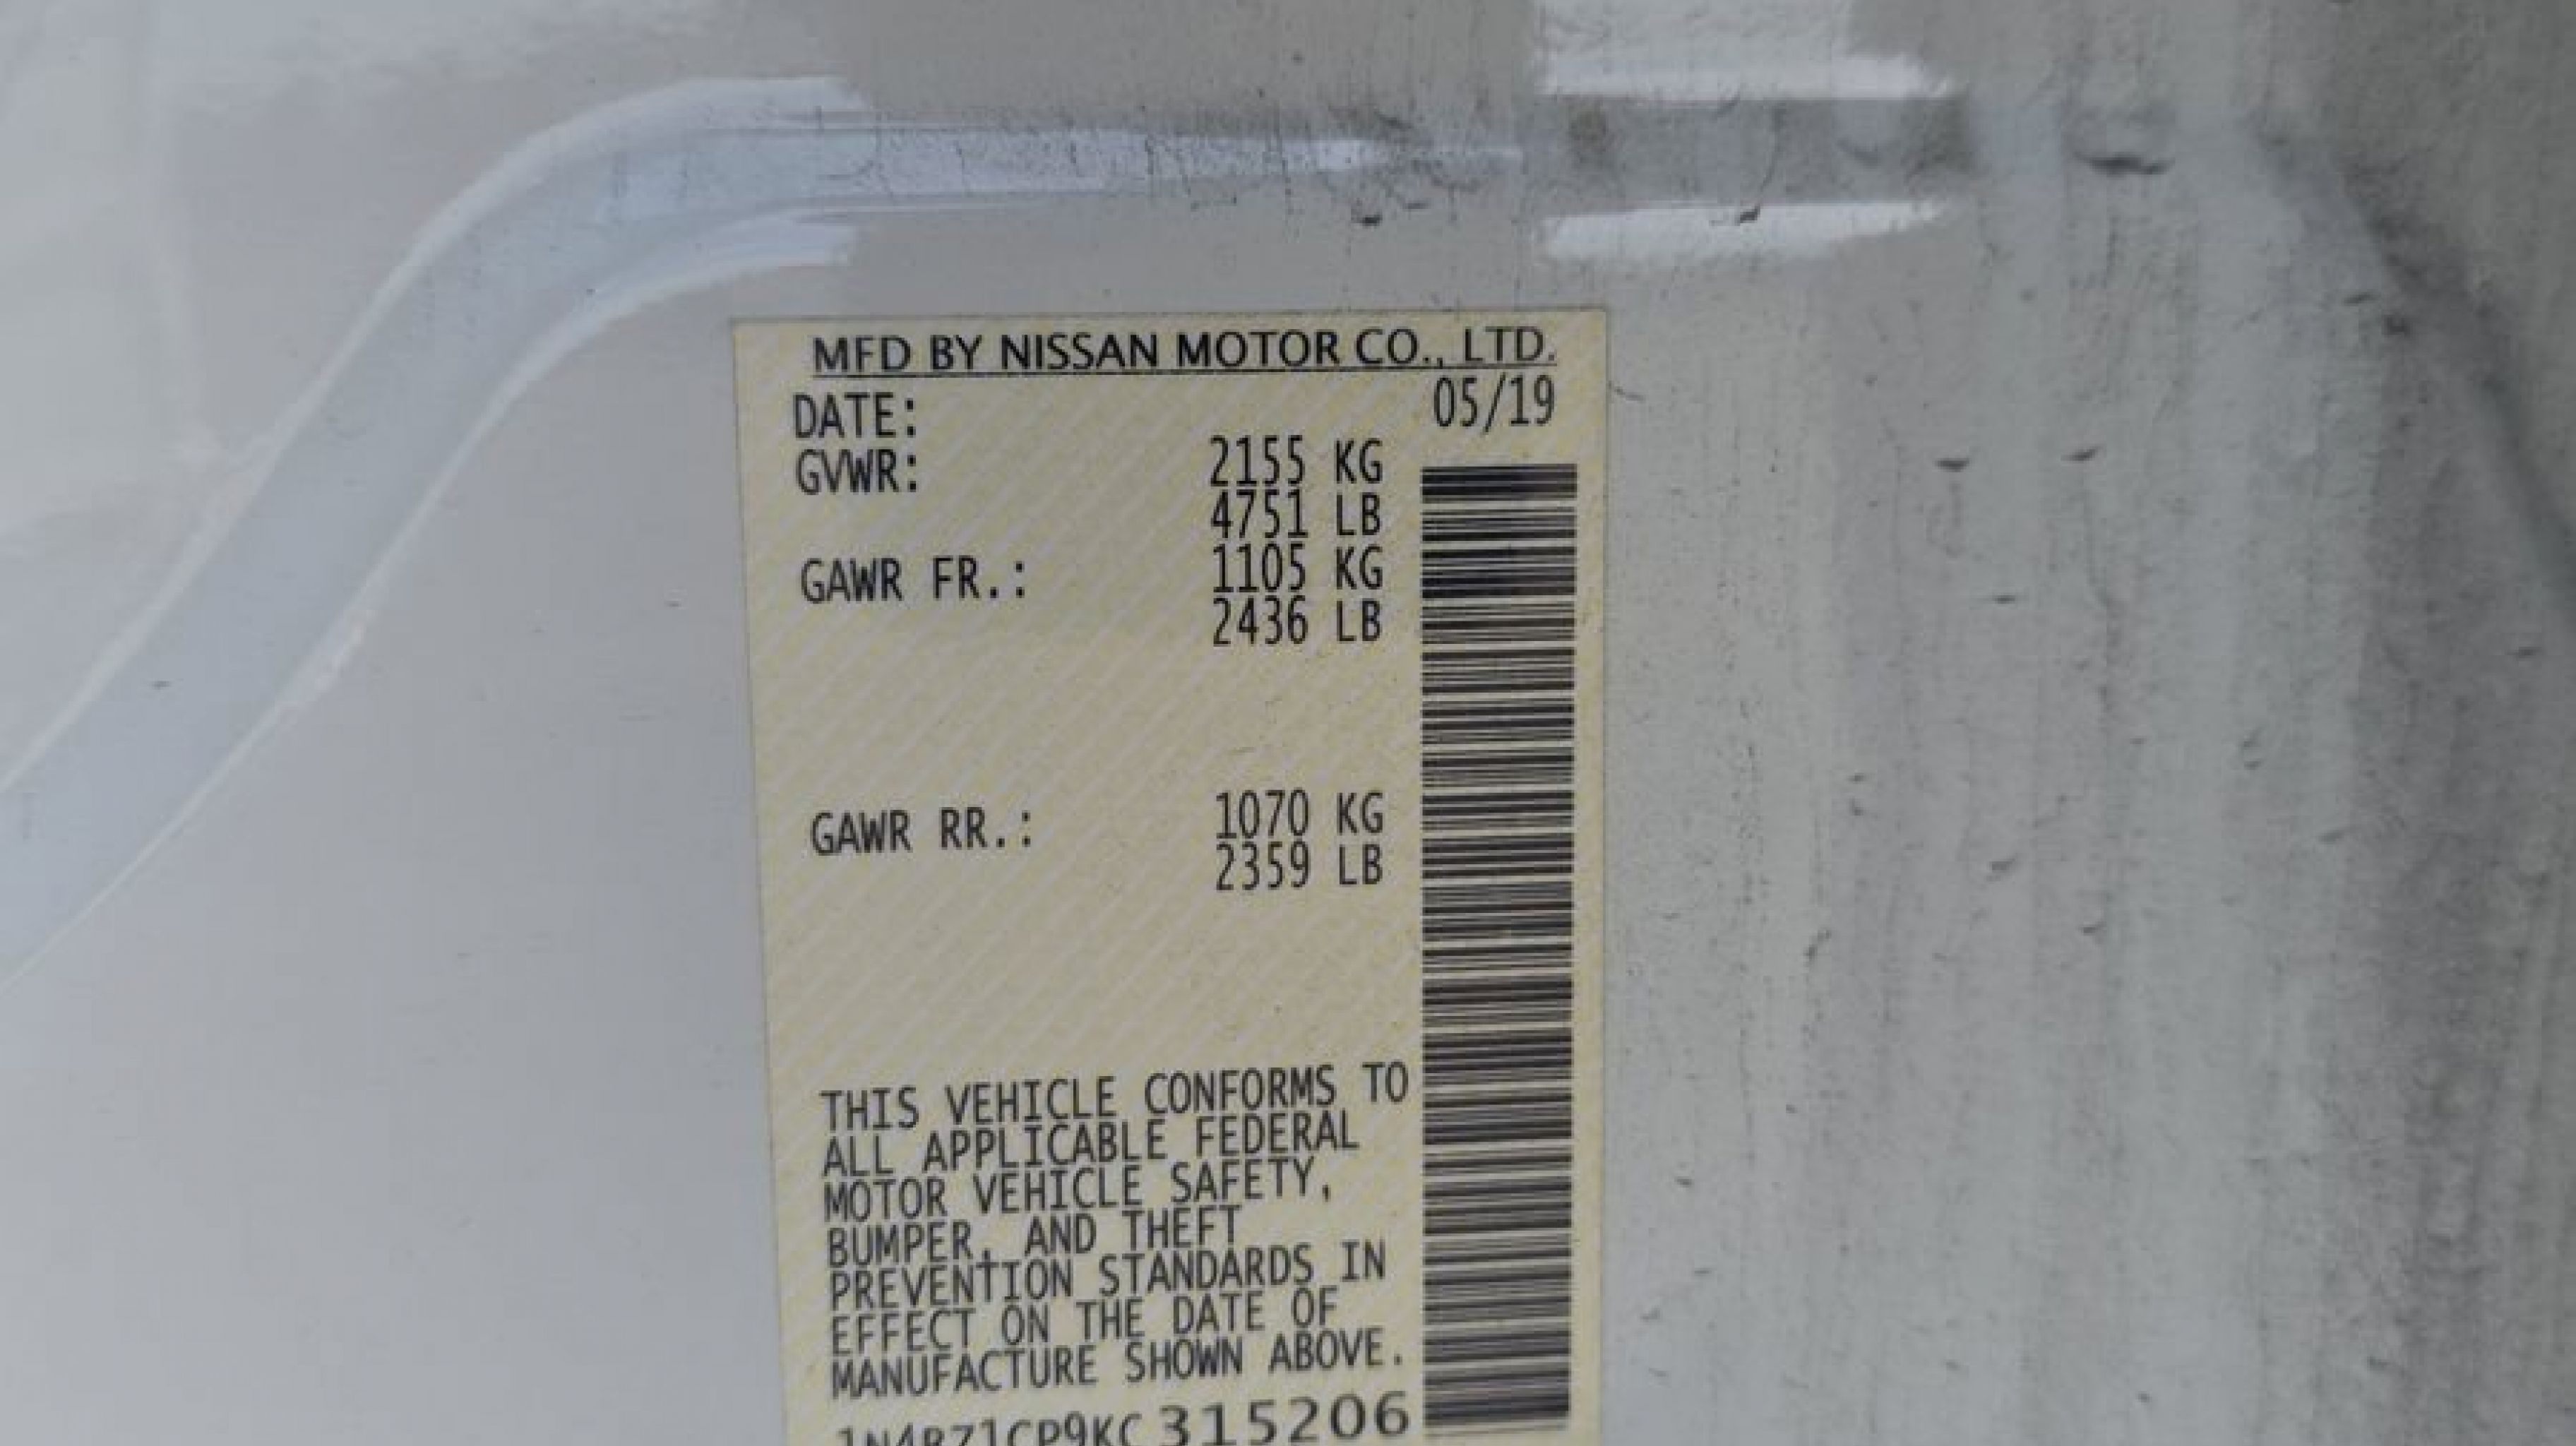 MFD BY NISSAN MOTOR CO., LTD.
DATE: 05/19
GVWR: 2155 KG
4751 LB
GAWR FR.: 1105 KG
2436 LB
GAWR RR.: 1070 KG
2359 LB
THIS VEHICLE CONFORMS TO
ALL APPLICABLE FEDERAL
MOTOR VEHICLE SAFETY,
BUMPER, AND THEFT
PREVENTION STANDARDS IN
EFFECT ON THE DATE OF
MANUFACTURE SHOWN ABOVE.
1N4BZ1CP9KC315206